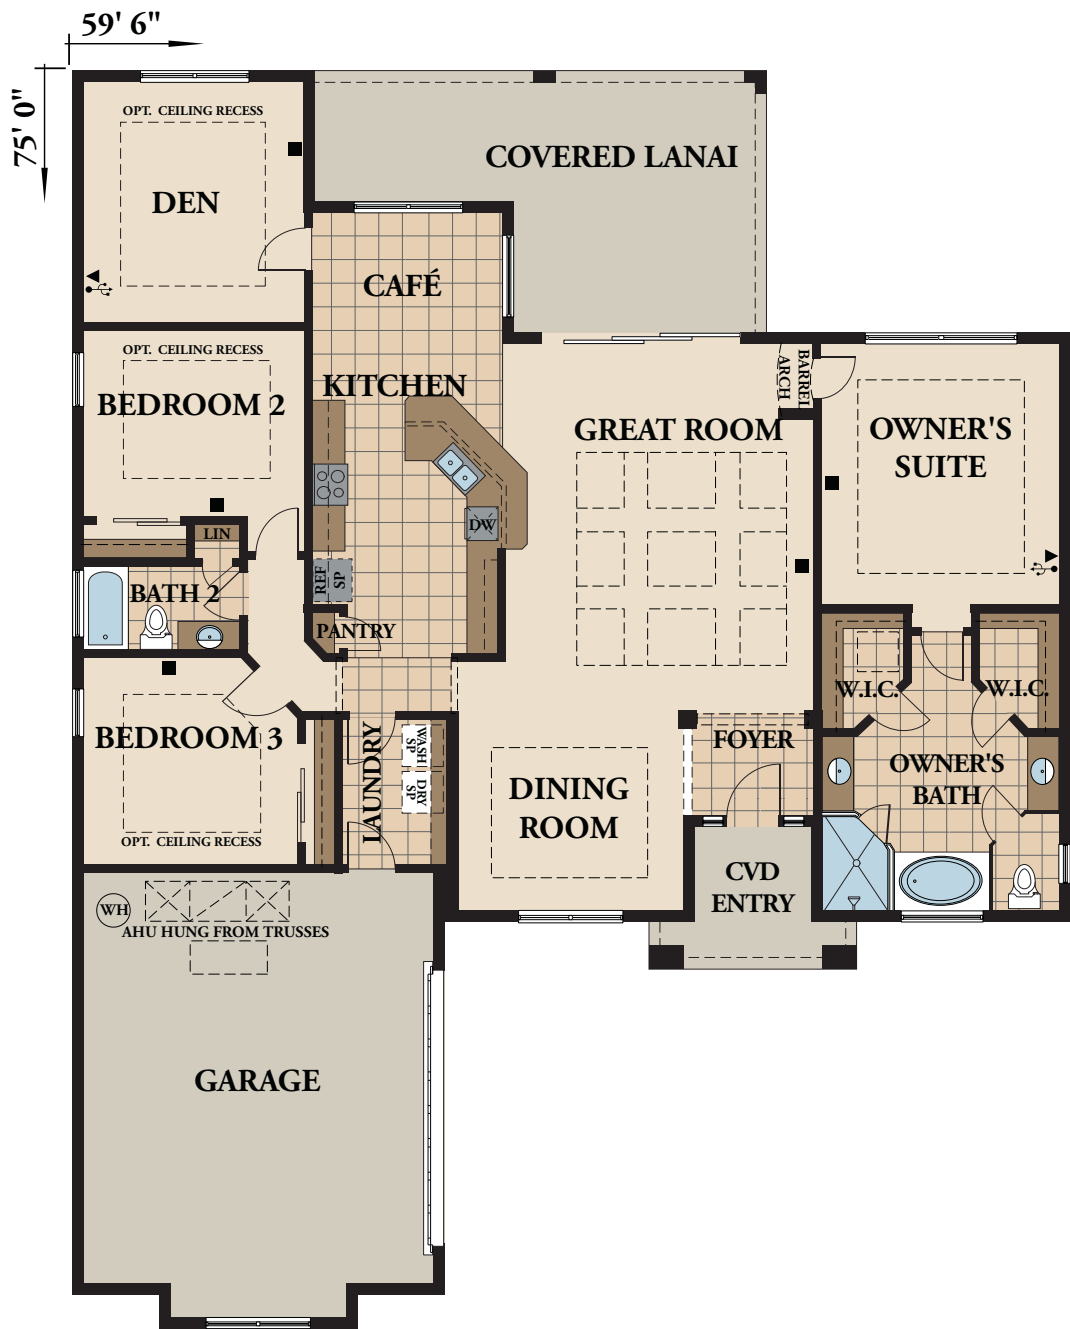 59' 6"
75' 0"
OPT. CEILING RECESS
DEN
COVERED LANAI
CAFÉ
OPT. CEILING RECESS
BEDROOM 2
KITCHEN
BARREL
ARCH
GREAT ROOM
OWNER'S
SUITE
DW
LIN
REF
SP
BATH 2
PANTRY
W.I.C.
W.I.C.
BEDROOM 3
OPT. CEILING RECESS
LAUNDRY
WASH
SP
DRY
SP
FOYER
DINING
ROOM
OWNER'S
BATH
CVD
ENTRY
WH
AHU HUNG FROM TRUSSES
GARAGE